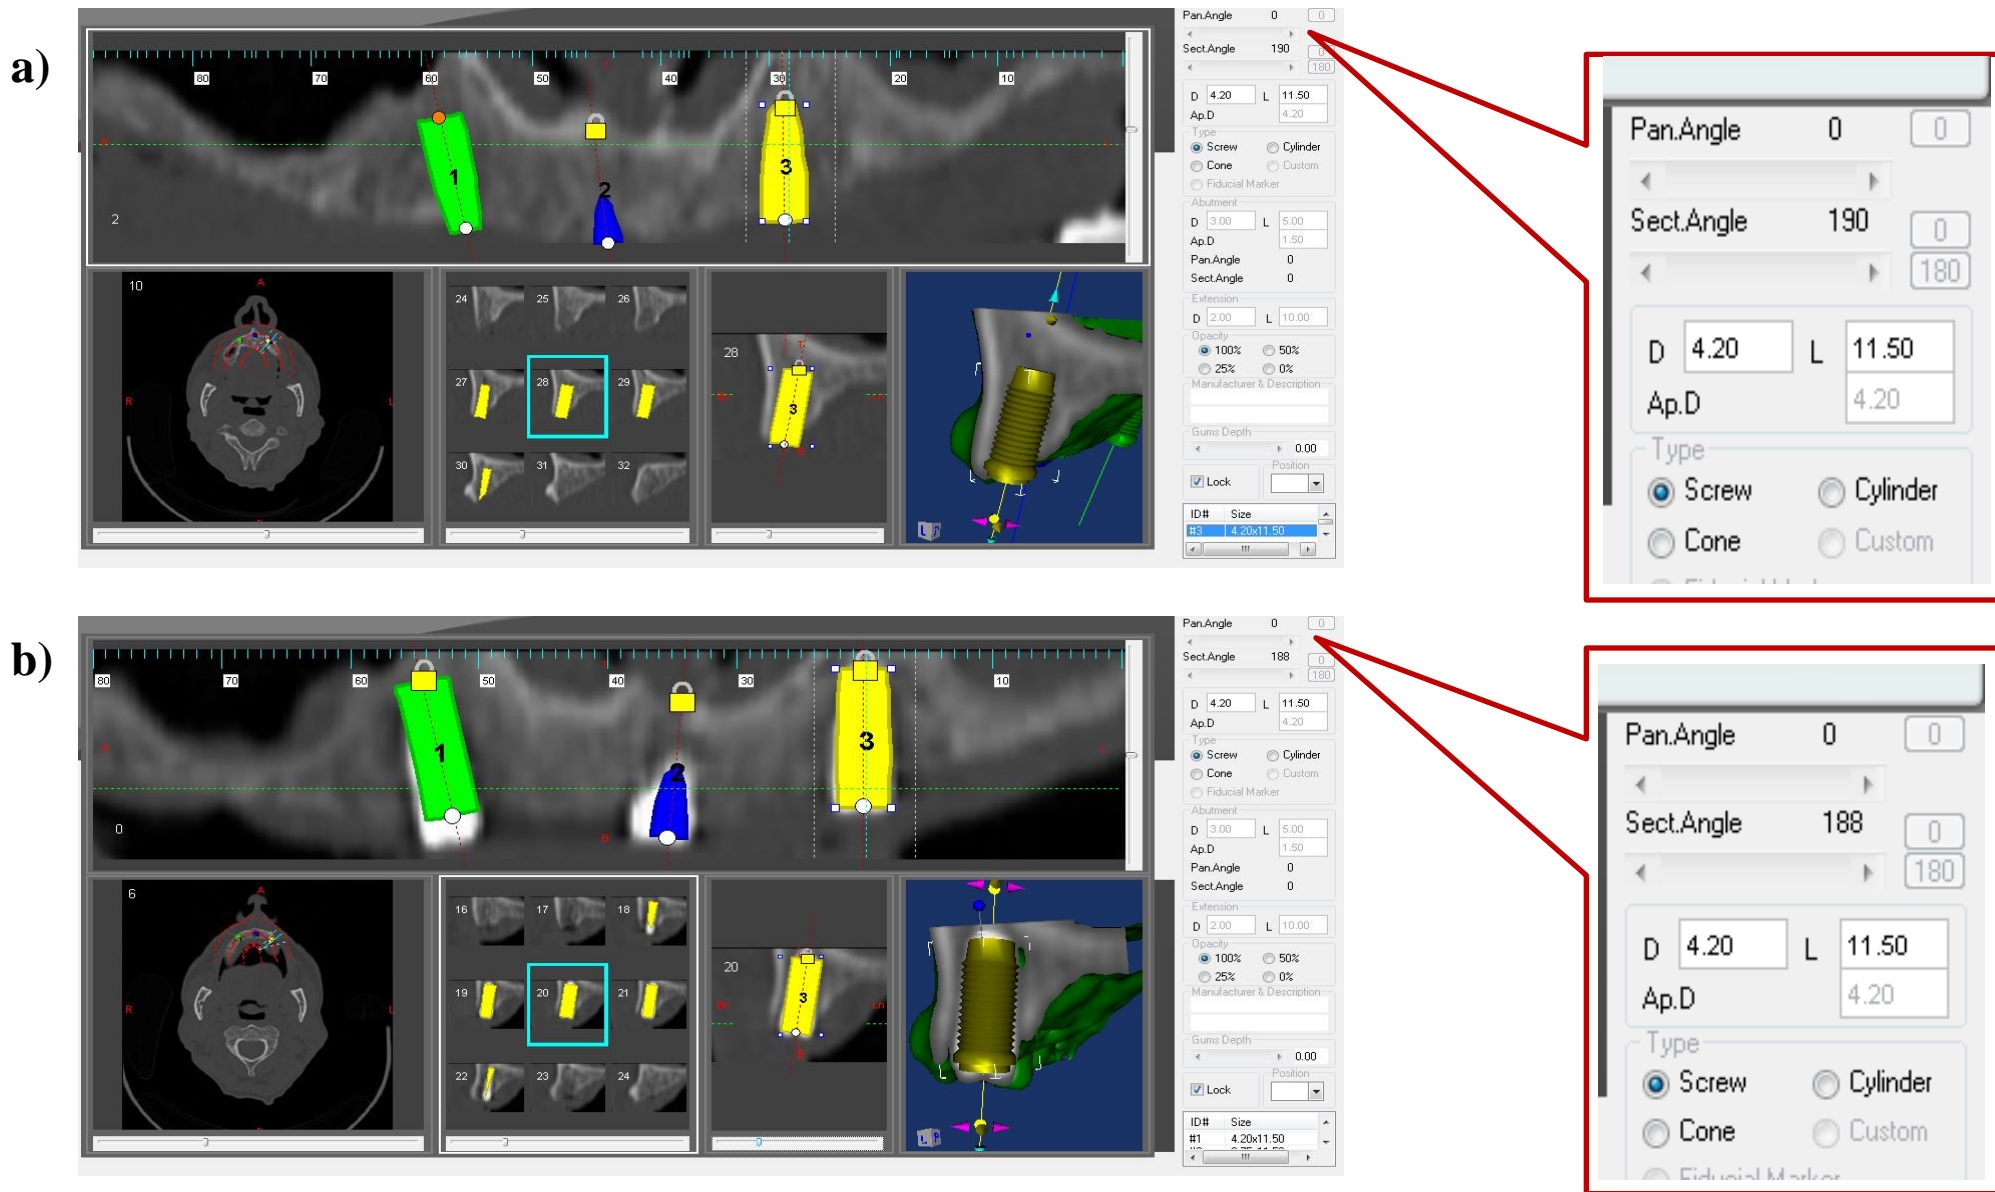 a)
80 70 60 50 40 30 20 10
1 2 3
2
10
A
R L
24 25 26
27 28 29
30 31 32
28
T
3
B
Pan.Angle 0 0
Sect.Angle 190 0
180
D 4.20 L 11.50
Ap.D 4.20
Type
Screw Cylinder
Cone Custom
Fiducial Marker
Abutment
D 3.00 L 5.00
Ap.D 1.50
Pan.Angle 0
Sect.Angle 0
Extension
D 2.00 L 10.00
Opacity
100% 50%
25% 0%
Manufacturer & Description
Gums Depth
0.00
Lock Position
ID# Size
#3 4.20x11.50
Pan.Angle 0 0
Sect.Angle 190 0
180
D 4.20 L 11.50
Ap.D 4.20
Type
Screw Cylinder
Cone Custom
b)
80 70 60 50 40 30 10
1 2 3
0
B
6
A
R L
16 17 18
19 20 21
22 23 24
20
3
Pan.Angle 0 0
Sect.Angle 188 0
180
D 4.20 L 11.50
Ap.D 4.20
Type
Screw Cylinder
Cone Custom
Fiducial Marker
Abutment
D 3.00 L 5.00
Ap.D 1.50
Pan.Angle 0
Sect.Angle 0
Extension
D 2.00 L 10.00
Opacity
100% 50%
25% 0%
Manufacturer & Description
Gums Depth
0.00
Lock Position
ID# Size
#1 4.20x11.50
Pan.Angle 0 0
Sect.Angle 188 0
180
D 4.20 L 11.50
Ap.D 4.20
Type
Screw Cylinder
Cone Custom
Fiducial Marker